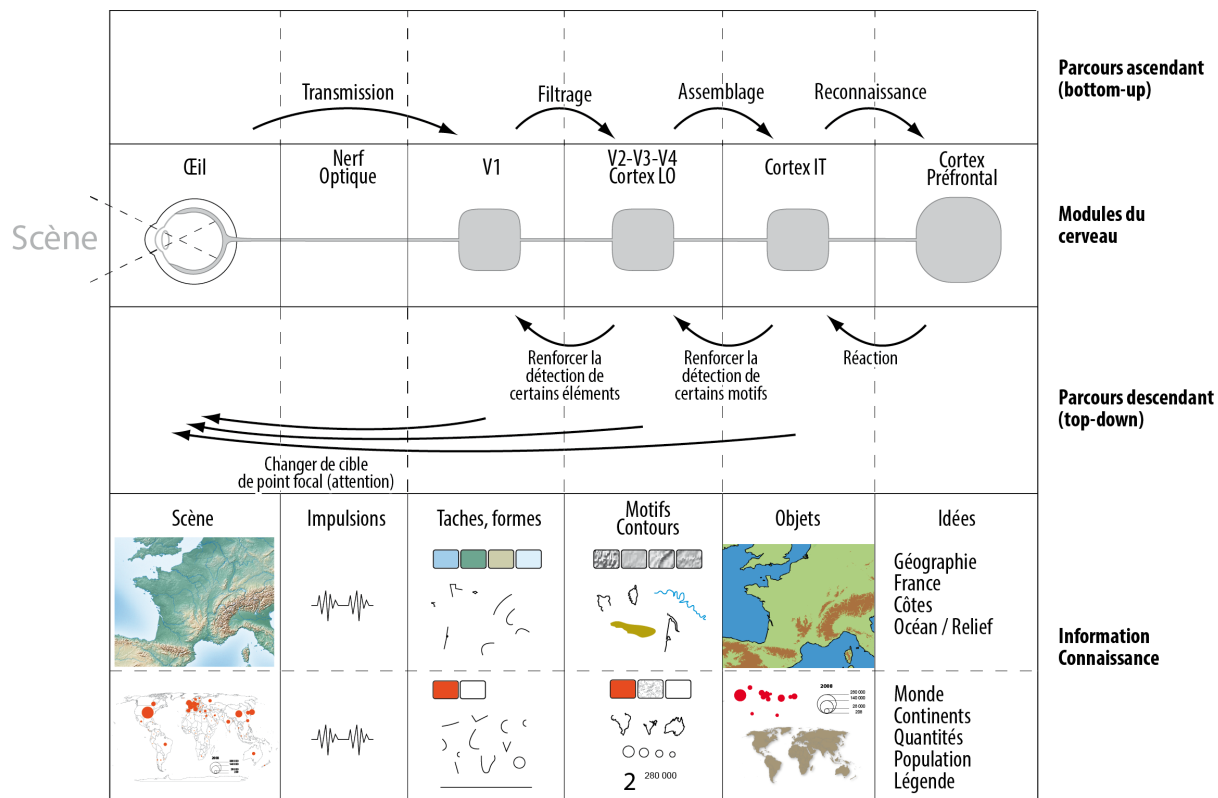 Transmission
Filtrage
Assemblage
Reconnaissance
Parcours ascendant
(bottom-up)
Scène
Œil
Nerf
Optique
V1
V2-V3-V4
Cortex LO
Cortex IT
Cortex
Préfrontal
Modules du
cerveau
Renforcer la
détection de
certains éléments
Renforcer la
détection de
certains motifs
Réaction
Changer de cible
de point focal (attention)
Parcours descendant
(top-down)
Scène
Impulsions
Taches, formes
Motifs
Contours
Objets
Idées
Géographie
France
Côtes
Océan / Relief
Information
Connaissance
2
280 000
Monde
Continents
Quantités
Population
Légende